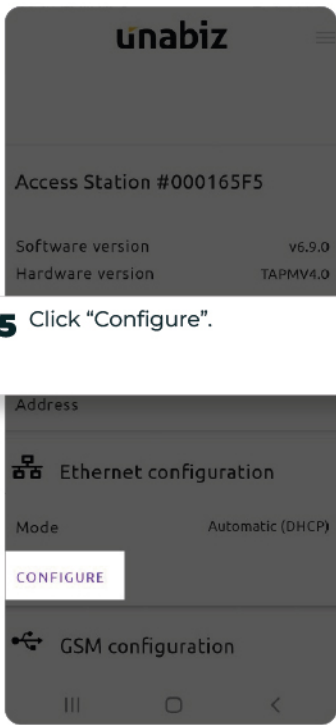 unabiz
Access Station #000165F5
Software version v6.9.0
Hardware version TAPMV4.0
5 Click “Configure”.
Address
Ethernet configuration
Mode Automatic (DHCP)
CONFIGURE
GSM configuration